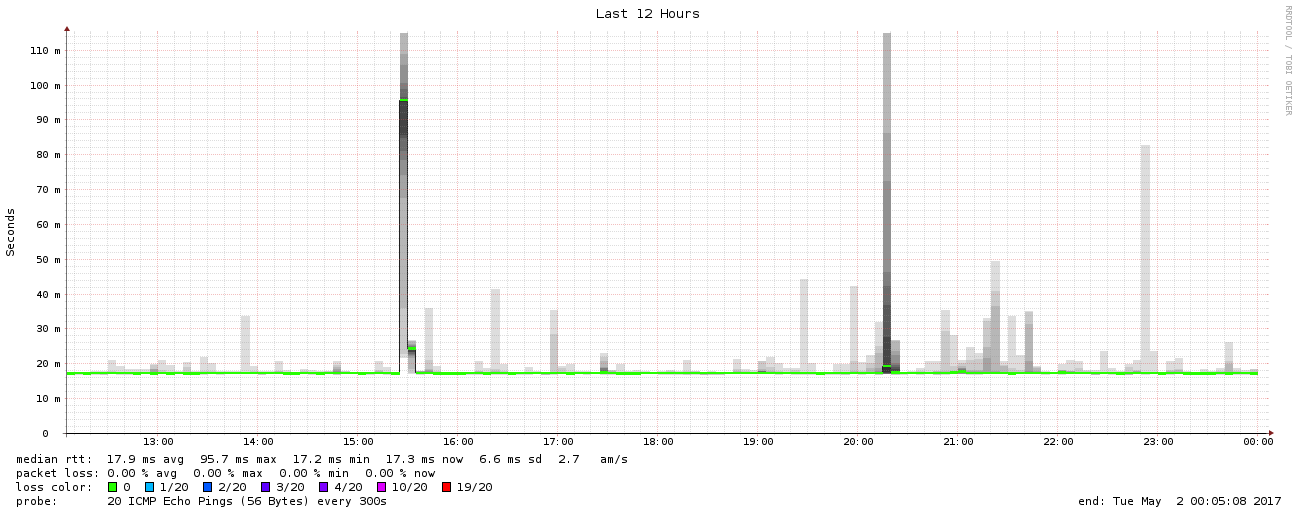 Last 12 Hours
RRDTOOL / TOBI OETIKER
Seconds
110 m
100 m
90 m
80 m
70 m
60 m
50 m
40 m
30 m
20 m
10 m
0
13:00 14:00 15:00 16:00 17:00 18:00 19:00 20:00 21:00 22:00 23:00 00:00
median rtt: 17.9 ms avg 95.7 ms max 17.2 ms min 17.3 ms now 6.6 ms sd 2.7 am/s
packet loss: 0.00 % avg 0.00 % max 0.00 % min 0.00 % now
loss color: 0 1/20 2/20 3/20 4/20 10/20 19/20
probe: 20 ICMP Echo Pings (56 Bytes) every 300s end: Tue May 2 00:05:08 2017